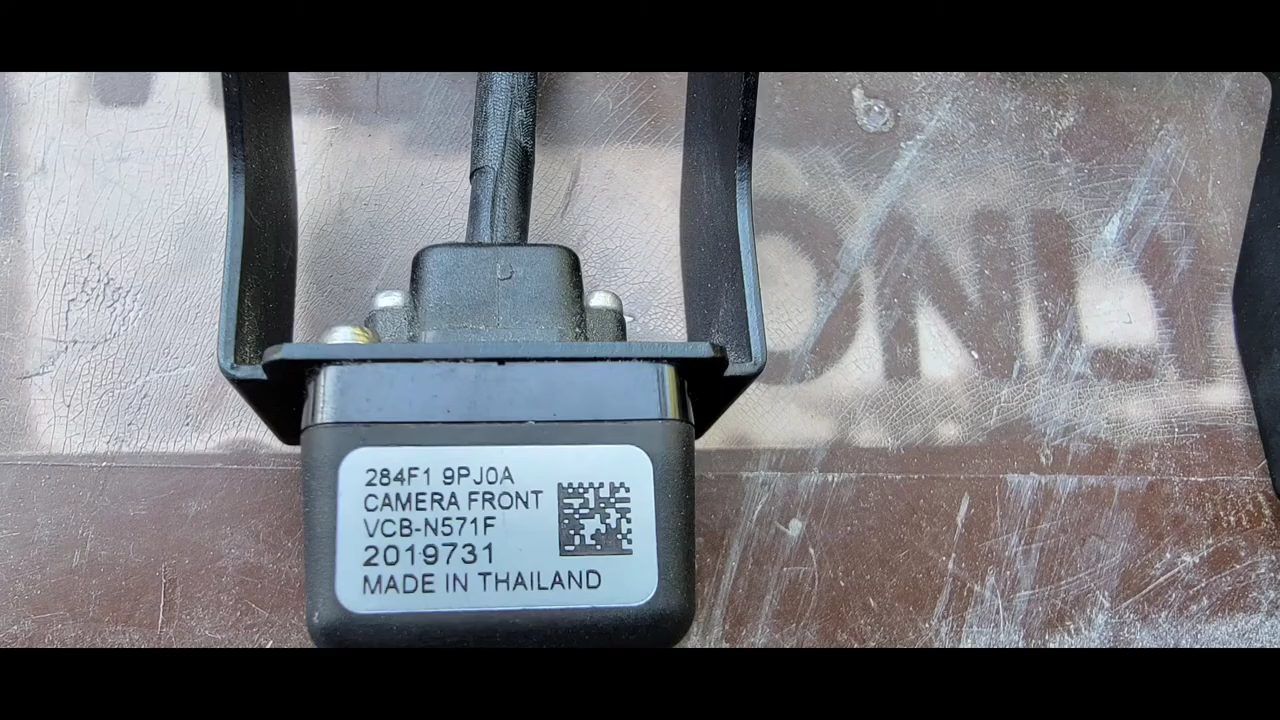 284F1 9PJ0A
CAMERA FRONT
VCB-N571F
2019731
MADE IN THAILAND